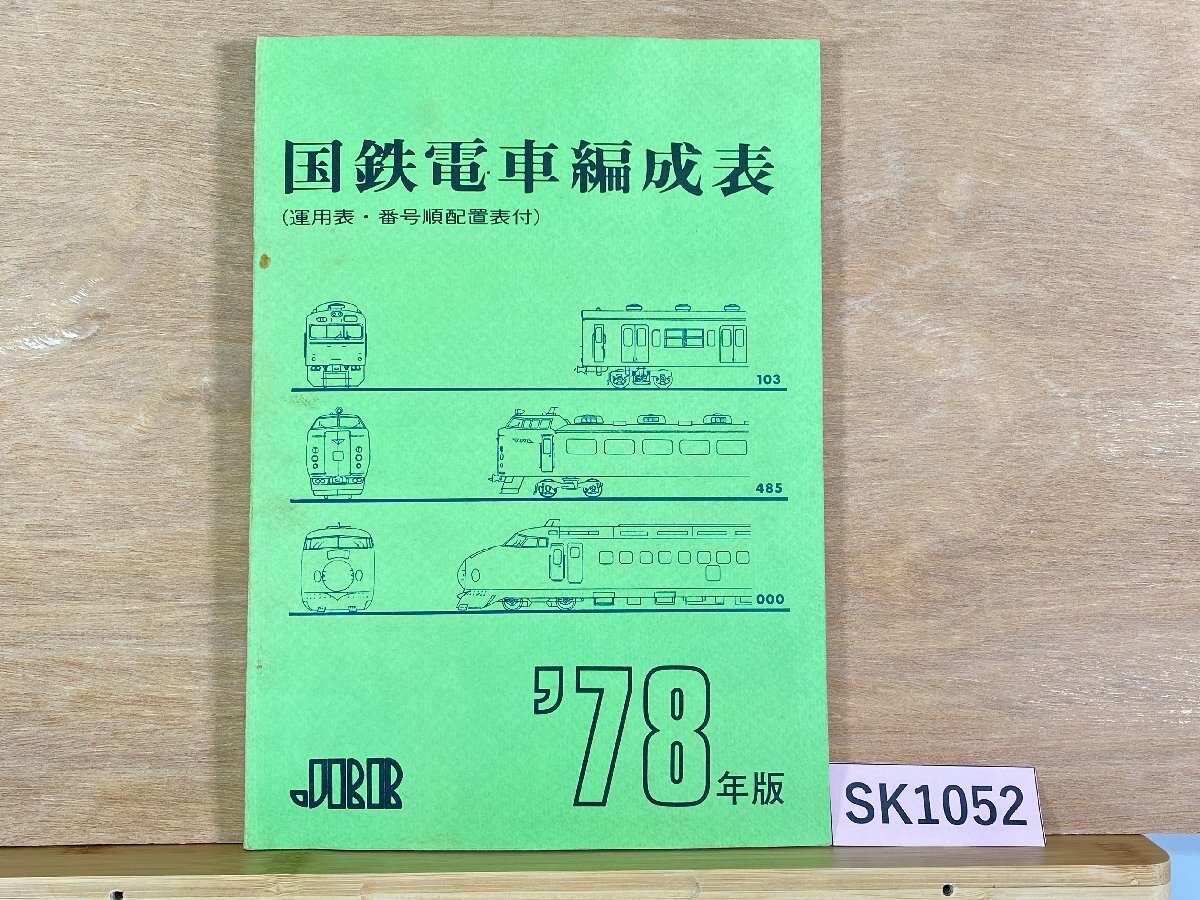 国鉄電車編成表
(運用表・番号順配置表付)
103
485
000
'78年版
JRR
SK1052